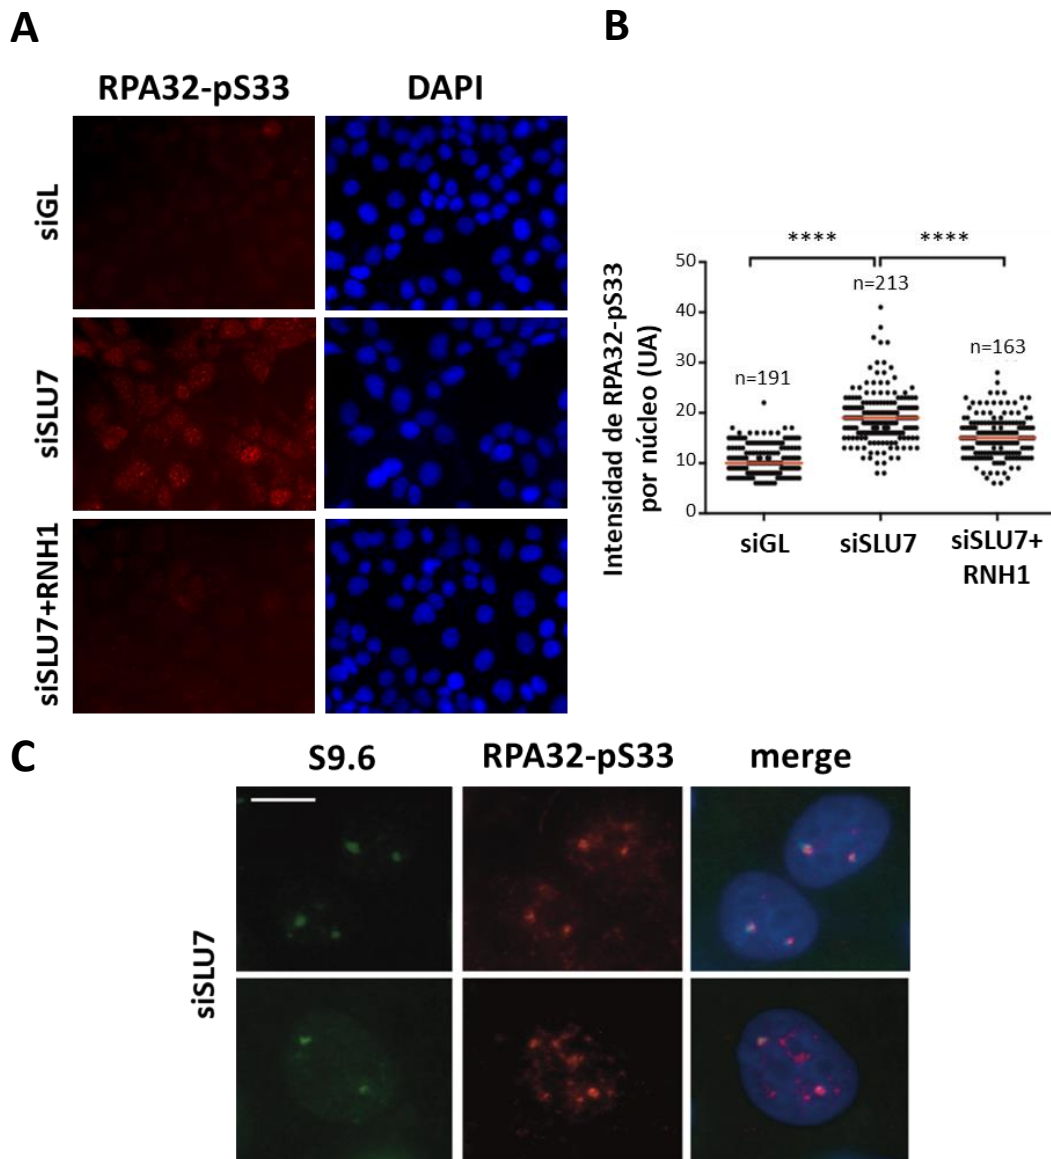 A
RPA32-pS33 DAPI
siGL
siSLU7
siSLU7+RNH1
B
Intensidad de RPA32-pS33
por núcleo (UA)
**** ****
50
40
30
20
10
0
n=191
n=213
n=163
siGL siSLU7 siSLU7+
RNH1
C
S9.6 RPA32-pS33 merge
siSLU7